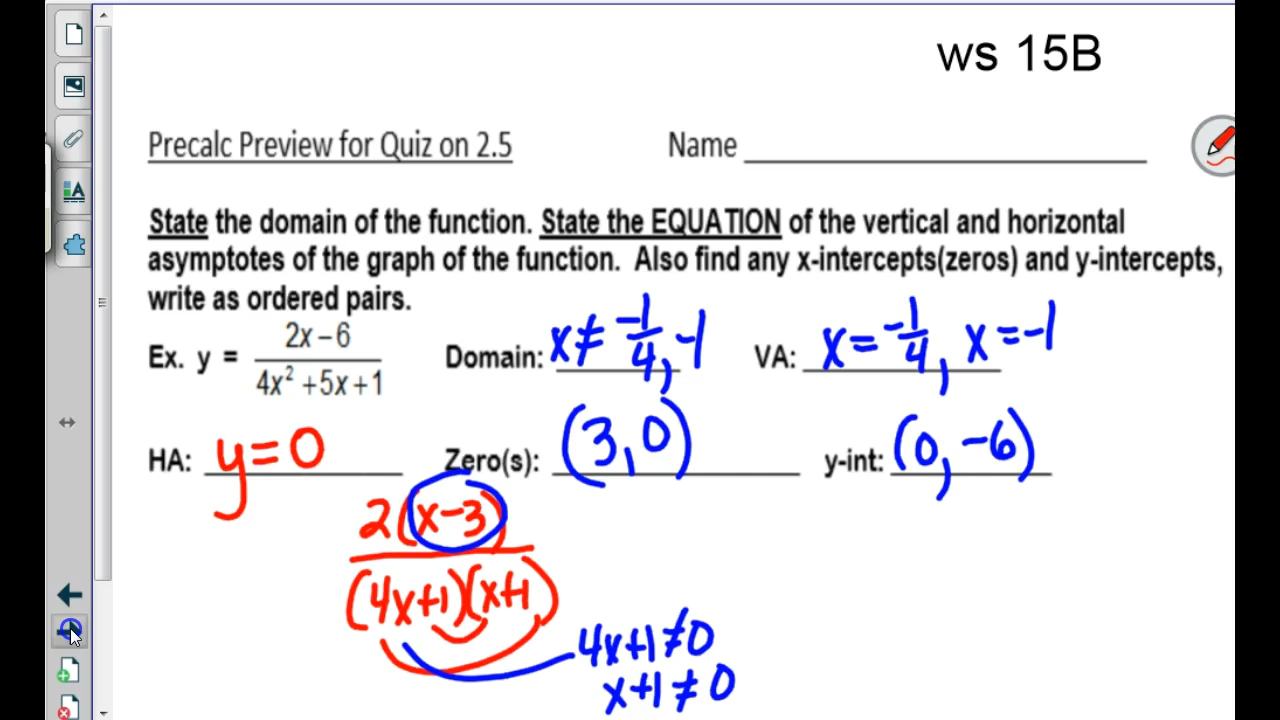 ws 15B
Precalc Preview for Quiz on 2.5 Name
State the domain of the function. State the EQUATION of the vertical and horizontal
asymptotes of the graph of the function. Also find any x-intercepts(zeros) and y-intercepts,
write as ordered pairs.
Ex. y = (2x – 6)/(4x² + 5x + 1) Domain: x ≠ -1/4, -1 VA: x = -1/4, x = -1
HA: y = 0 Zero(s): (3, 0) y-int: (0, -6)
2(x - 3)
(4x+1)(x+1)
4x+1 ≠ 0
x+1 ≠ 0